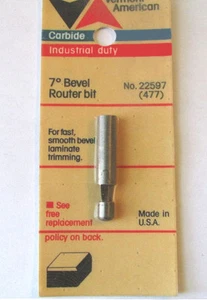 Vermont
American
Carbide
Industrial duty
7° Bevel
Router bit
No. 22597
(477)
For fast,
smooth bevel
laminate
trimming.
■ See
free
replacement
policy on back.
Made in
U.S.A.